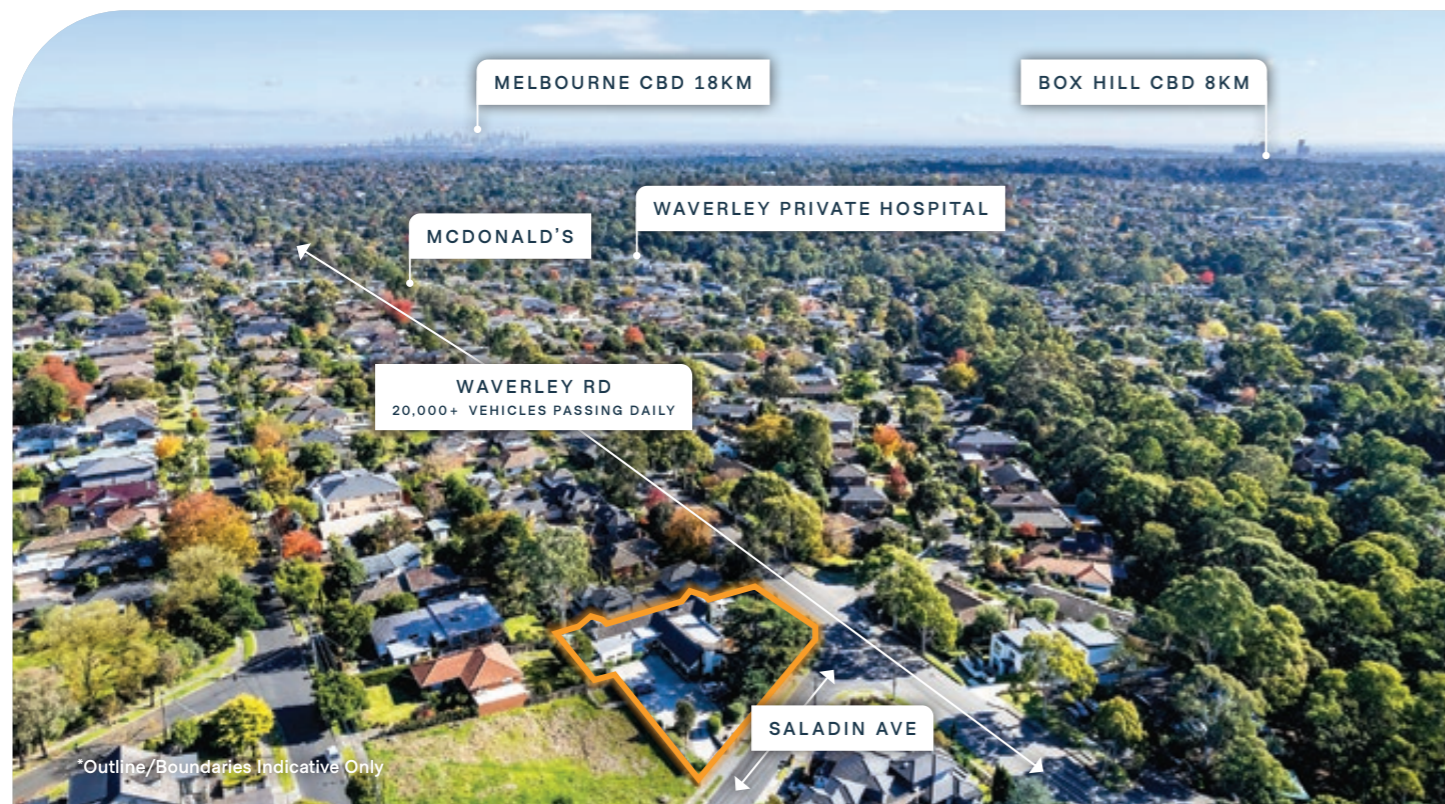 MELBOURNE CBD 18KM
BOX HILL CBD 8KM
WAVERLEY PRIVATE HOSPITAL
MCDONALD'S
WAVERLEY RD
20,000+ VEHICLES PASSING DAILY
SALADIN AVE
*Outline/Boundaries Indicative Only